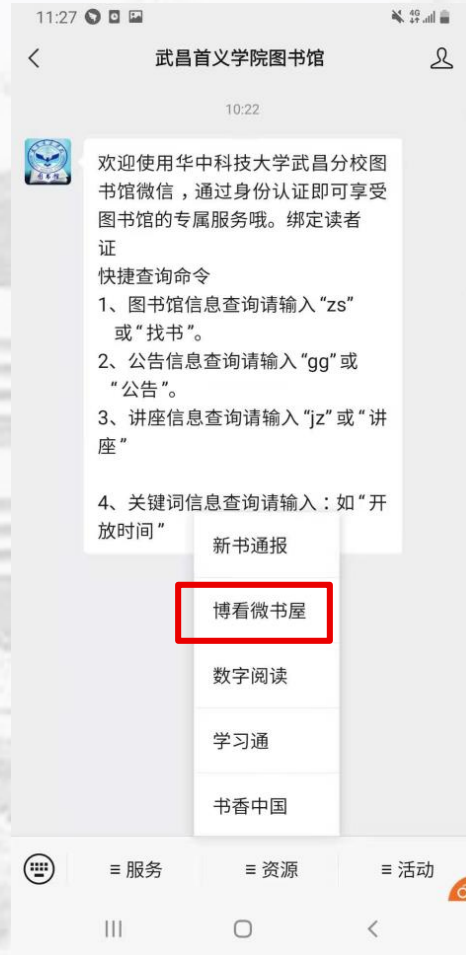 11:27
4G
武昌首义学院图书馆
10:22
欢迎使用华中科技大学武昌分校图
书馆微信，通过身份认证即可享受
图书馆的专属服务哦。绑定读者
证
快捷查询命令
1、图书馆信息查询请输入“zs”
或“找书”。
2、公告信息查询请输入“gg”或
“公告”。
3、讲座信息查询请输入“jz”或“讲
座”
4、关键词信息查询请输入：如“开
放时间”
新书通报
博看微书屋
数字阅读
学习通
书香中国
≡服务
≡资源
≡活动